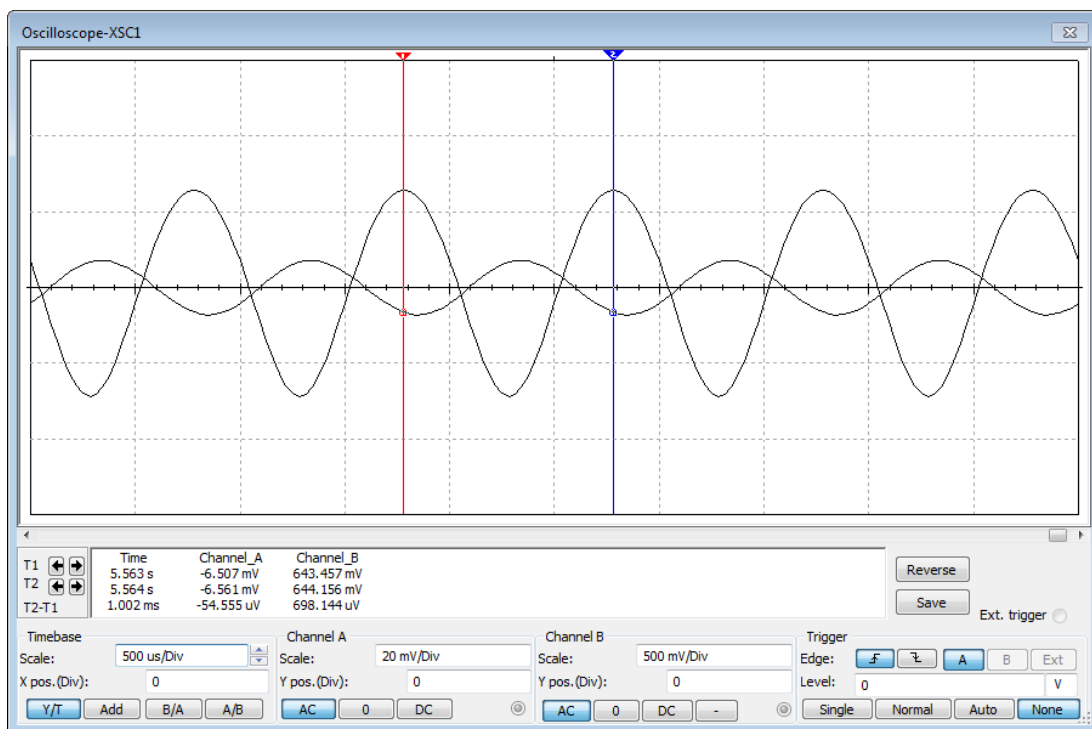 Oscilloscope-XSC1
1 2
Time Channel_A Channel_B
T1 5.563 s -6.507 mV 643.457 mV
T2 5.564 s -6.561 mV 644.156 mV
T2-T1 1.002 ms -54.555 uV 698.144 uV
Reverse
Save
Ext. trigger
Timebase
Scale: 500 us/Div
X pos.(Div): 0
Y/T Add B/A A/B
Channel A
Scale: 20 mV/Div
Y pos.(Div): 0
AC 0 DC
Channel B
Scale: 500 mV/Div
Y pos.(Div): 0
AC 0 DC -
Trigger
Edge: A B Ext
Level: 0 V
Single Normal Auto None